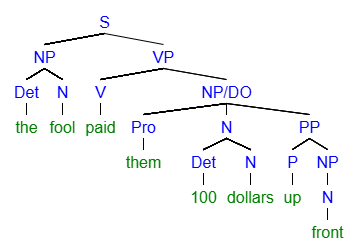 S
NP VP
Det N V NP/DO
the fool paid Pro N PP
them Det N P NP
100 dollars up N
front